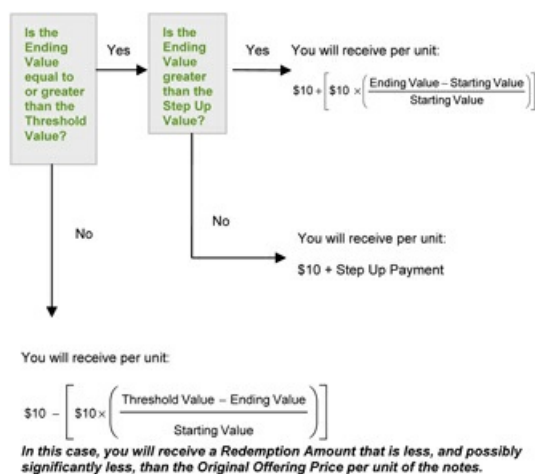 Is the
Ending
Value
equal to
or greater
than the
Threshold
Value?
Yes
Is the
Ending
Value
greater
than the
Step Up
Value?
Yes
You will receive per unit:
$10 + [ $10 × ( Ending Value – Starting Value
Starting Value ) ]
No
You will receive per unit:
$10 + Step Up Payment
No
You will receive per unit:
$10 – [ $10 × ( Threshold Value – Ending Value
Starting Value ) ]
In this case, you will receive a Redemption Amount that is less, and possibly
significantly less, than the Original Offering Price per unit of the notes.